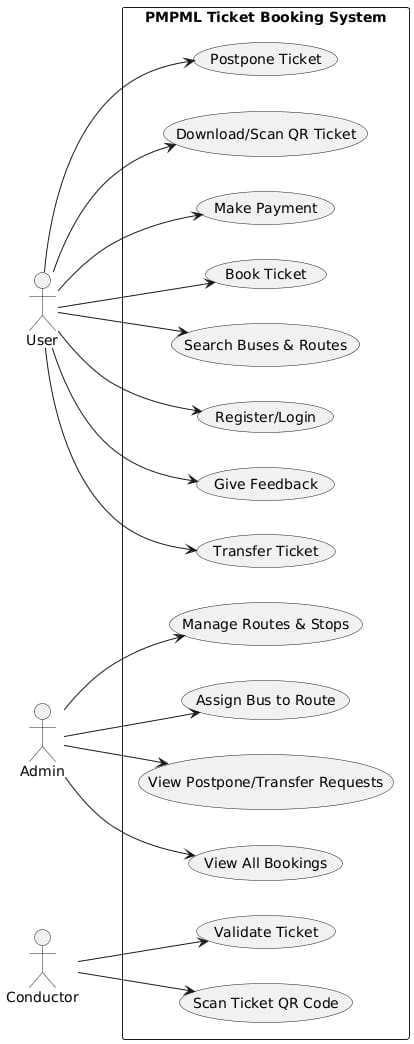 PMPML Ticket Booking System
Postpone Ticket
Download/Scan QR Ticket
Make Payment
Book Ticket
User
Search Buses & Routes
Register/Login
Give Feedback
Transfer Ticket
Manage Routes & Stops
Assign Bus to Route
Admin
View Postpone/Transfer Requests
View All Bookings
Validate Ticket
Conductor
Scan Ticket QR Code